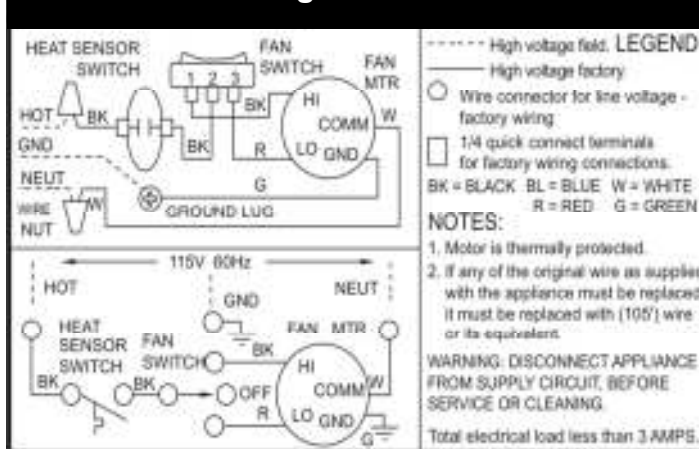 HEAT SENSOR
SWITCH
FAN
SWITCH
FAN
MTR
1 2 3
HOT
BK
BK
BK
HI
COMM
W
GND
R
LO
GND
NEUT
G
WIRE
NUT
W
GROUND LUG
115V 60Hz
HOT
GND
NEUT
HEAT
SENSOR
SWITCH
FAN
SWITCH
FAN MTR
BK
HI
BK
BK
OFF
COMM
W
R
LO
GND
G
High voltage field. LEGEND
High voltage factory
Wire connector for line voltage -
factory wiring
1/4 quick connect terminals
for factory wiring connections.
BK = BLACK BL = BLUE W = WHITE
R = RED G = GREEN
NOTES:
1. Motor is thermally protected.
2. If any of the original wire as supplied
with the appliance must be replaced,
it must be replaced with (105') wire
or its equivalent.
WARNING: DISCONNECT APPLIANCE
FROM SUPPLY CIRCUIT, BEFORE
SERVICE OR CLEANING.
Total electrical load less than 3 AMPS.